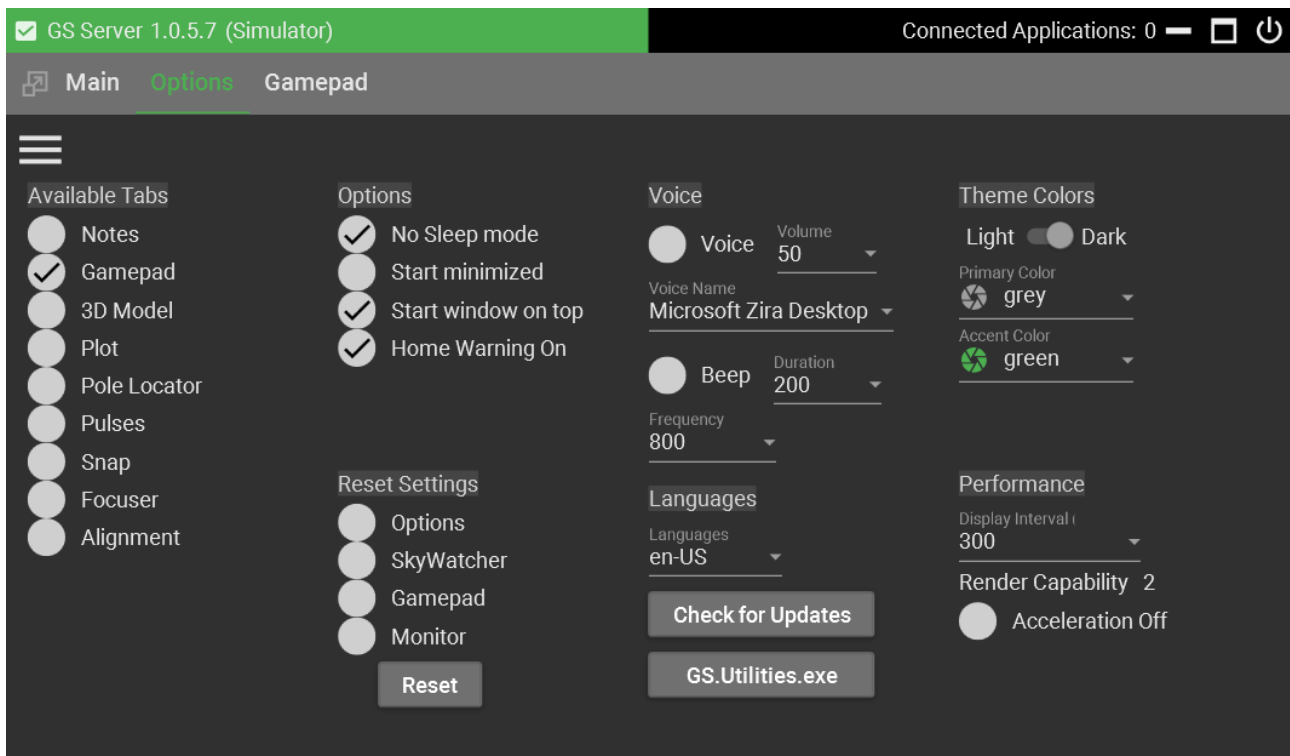 GS Server 1.0.5.7 (Simulator)
Connected Applications: 0
Main Options Gamepad
Available Tabs
Notes
Gamepad
3D Model
Plot
Pole Locator
Pulses
Snap
Focuser
Alignment
Options
No Sleep mode
Start minimized
Start window on top
Home Warning On
Reset Settings
Options
SkyWatcher
Gamepad
Monitor
Reset
Voice
Voice
Volume
50
Voice Name
Microsoft Zira Desktop
Beep
Duration
200
Frequency
800
Languages
Languages
en-US
Check for Updates
GS.Utilities.exe
Theme Colors
Light Dark
Primary Color
grey
Accent Color
green
Performance
Display Interval (
300
Render Capability 2
Acceleration Off